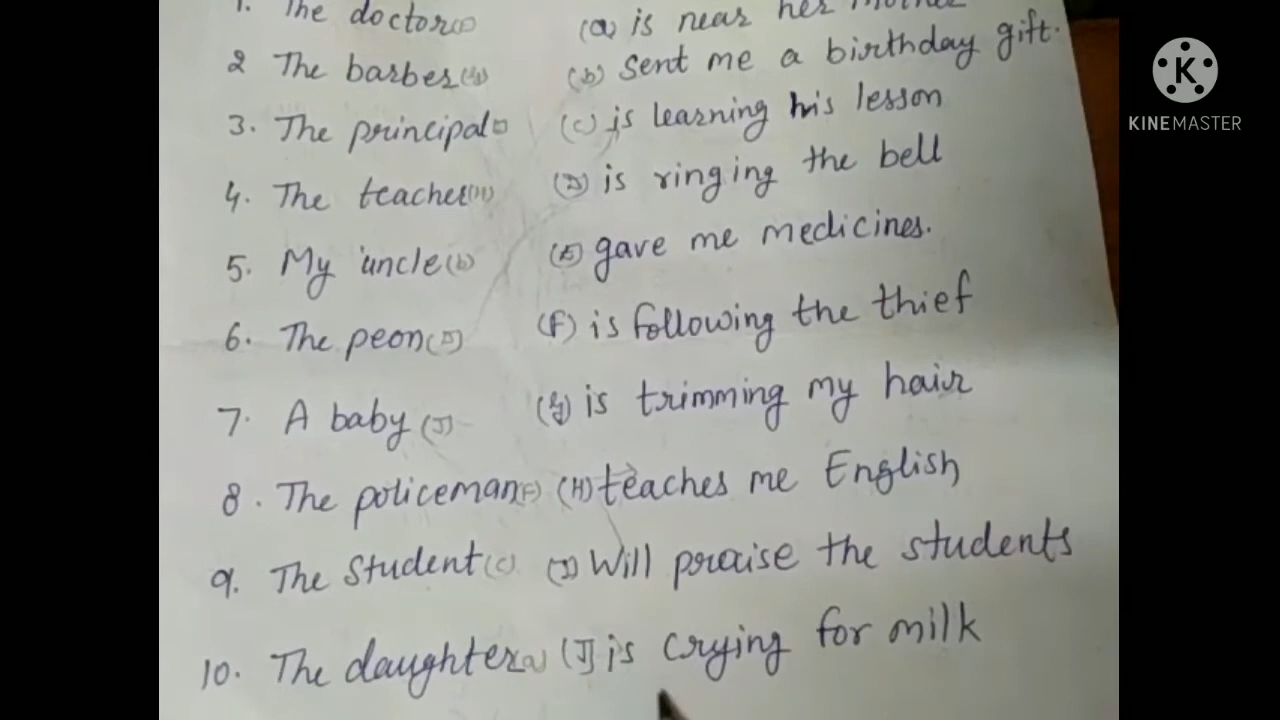 1. The doctor (a) is near her mother
2 The barber (g) (b) Sent me a birthday gift.
3. The principal (c) is learning his lesson
4. The teacher (H) (D) is ringing the bell
5. My uncle (b) (E) gave me medicines.
6. The peon (D) (F) is following the thief
7. A baby (J) (g) is trimming my hair
8. The policeman (F) (H) teaches me English
9. The Student (C) (I) Will praise the students
10. The daughter (a) (J) is crying for milk
K
KINEMASTER